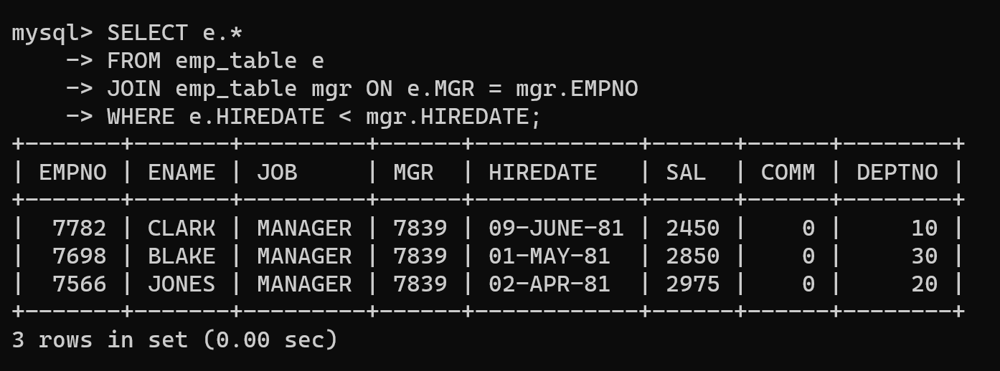 mysql> SELECT e.*
    -> FROM emp_table e
    -> JOIN emp_table mgr ON e.MGR = mgr.EMPNO
    -> WHERE e.HIREDATE < mgr.HIREDATE;
+-------+-------+---------+------+------------+------+------+--------+
| EMPNO | ENAME | JOB     | MGR  | HIREDATE   | SAL  | COMM | DEPTNO |
+-------+-------+---------+------+------------+------+------+--------+
|  7782 | CLARK | MANAGER | 7839 | 09-JUNE-81 | 2450 |    0 |     10 |
|  7698 | BLAKE | MANAGER | 7839 | 01-MAY-81  | 2850 |    0 |     30 |
|  7566 | JONES | MANAGER | 7839 | 02-APR-81  | 2975 |    0 |     20 |
+-------+-------+---------+------+------------+------+------+--------+
3 rows in set (0.00 sec)